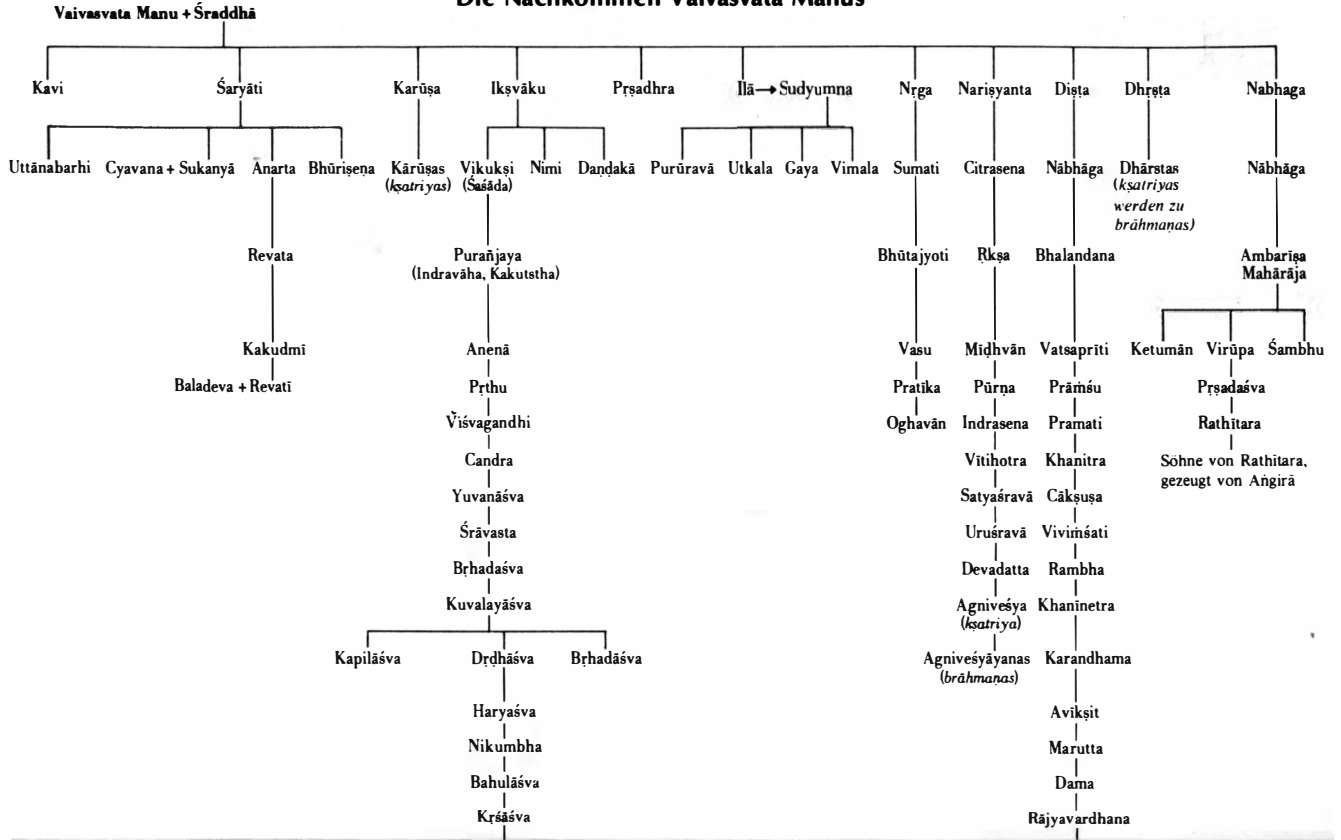 Die Nachkommen Vaivasvata Manus
Vaivasvata Manu + Śraddhā
Kavi Śaryāti Karūṣa Ikṣvāku Pṛṣadhra Ilā→Sudyumna Nṛga Nariṣyanta Diṣṭa Dhṛṣṭa Nabhaga
Uttānabarhi Cyavana + Sukanyā Anarta Bhūriṣeṇa Kārūṣas Vikukṣi Nimi Daṇḍakā Purūravā Utkala Gaya Vimala Sumati Citrasena Nābhāga Dhārstas Nābhāga
(kṣatriyas) (Śaśāda) (kṣatriyas
werden zu
brāhmaṇas)
Revata Purañjaya Bhūtajyoti Ṛkṣa Bhalandana Ambarīṣa
(Indravāha, Kakutstha) Mahārāja
Kakudmī Anenā Vasu Mīḍhvān Vatsaprīti Ketumān Virūpa Śambhu
Baladeva + Revatī Pṛthu Pratīka Pūrṇa Prāṁśu Pṛṣadaśva
Viśvagandhi Oghavān Indrasena Pramati Rathītara
Candra Vītihotra Khanitra Söhne von Rathītara,
gezeugt von Aṅgirā
Yuvanāśva Satyaśravā Cākṣuṣa
Śrāvasta Uruśravā Viviṁśati
Bṛhadaśva Devadatta Rambha
Kuvalayāśva Agniveśya Khanīnetra
(kṣatriya)
Kapilāśva Dṛḍhāśva Bṛhadāśva Agniveśyāyanas Karandhama
(brāhmaṇas)
Haryaśva Avīkṣit
Nikumbha Marutta
Bahulāśva Dama
Kṛśāśva Rājyavardhana